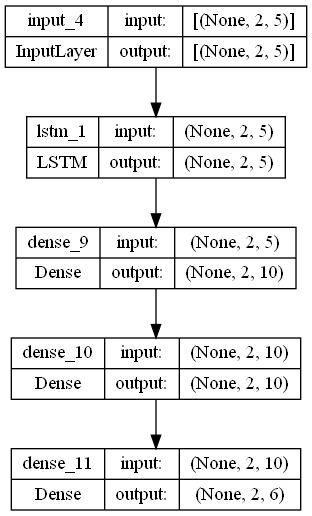 input_4 input: [(None, 2, 5)]
InputLayer output: [(None, 2, 5)]
lstm_1 input: (None, 2, 5)
LSTM output: (None, 2, 5)
dense_9 input: (None, 2, 5)
Dense output: (None, 2, 10)
dense_10 input: (None, 2, 10)
Dense output: (None, 2, 10)
dense_11 input: (None, 2, 10)
Dense output: (None, 2, 6)